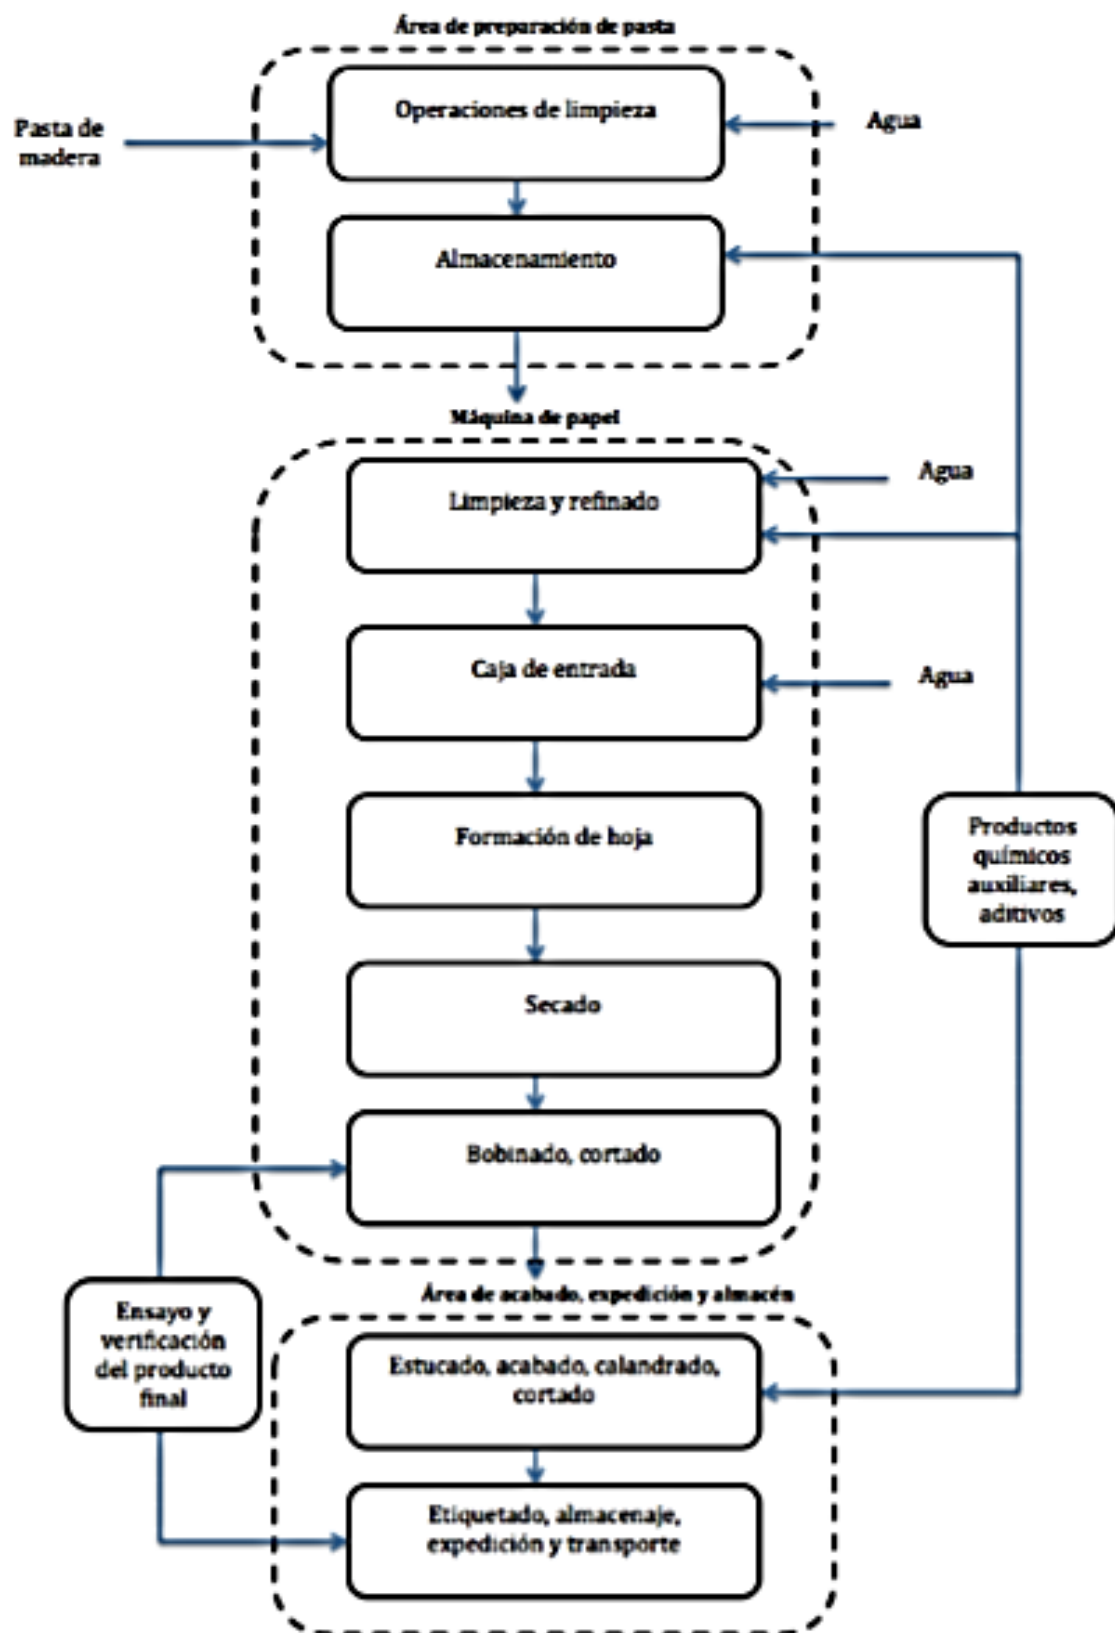 Área de preparación de pasta
Operaciones de limpieza
Pasta de
madera
Agua
Almacenamiento
Máquina de papel
Limpieza y refinado
Agua
Caja de entrada
Agua
Formación de hoja
Productos
químicos
auxiliares,
aditivos
Secado
Bobinado, cortado
Área de acabado, expedición y almacén
Ensayo y
verificación
del producto
final
Estucado, acabado, calandrado,
cortado
Etiquetado, almacenaje,
expedición y transporte